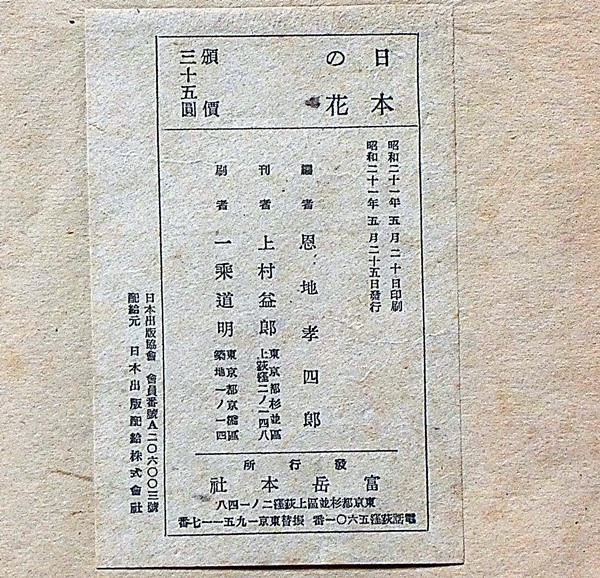 日本の花
頒價 三十五圓
昭和二十一年五月二十日印刷
昭和二十一年五月二十五日發行
編者 恩地孝四郎
刊者 上村益郎 東京都杉並區上荻窪二ノ一四八
刷者 一乘道明 東京都京橋區築地一ノ一四
發行所
富岳本社
東京都杉並區上荻窪二ノ一四八
電話荻窪五六〇一番 振替東京一九五一一七番
日本出版協會 會員番號A二〇六〇〇三號
配給元 日本出版配給株式會社